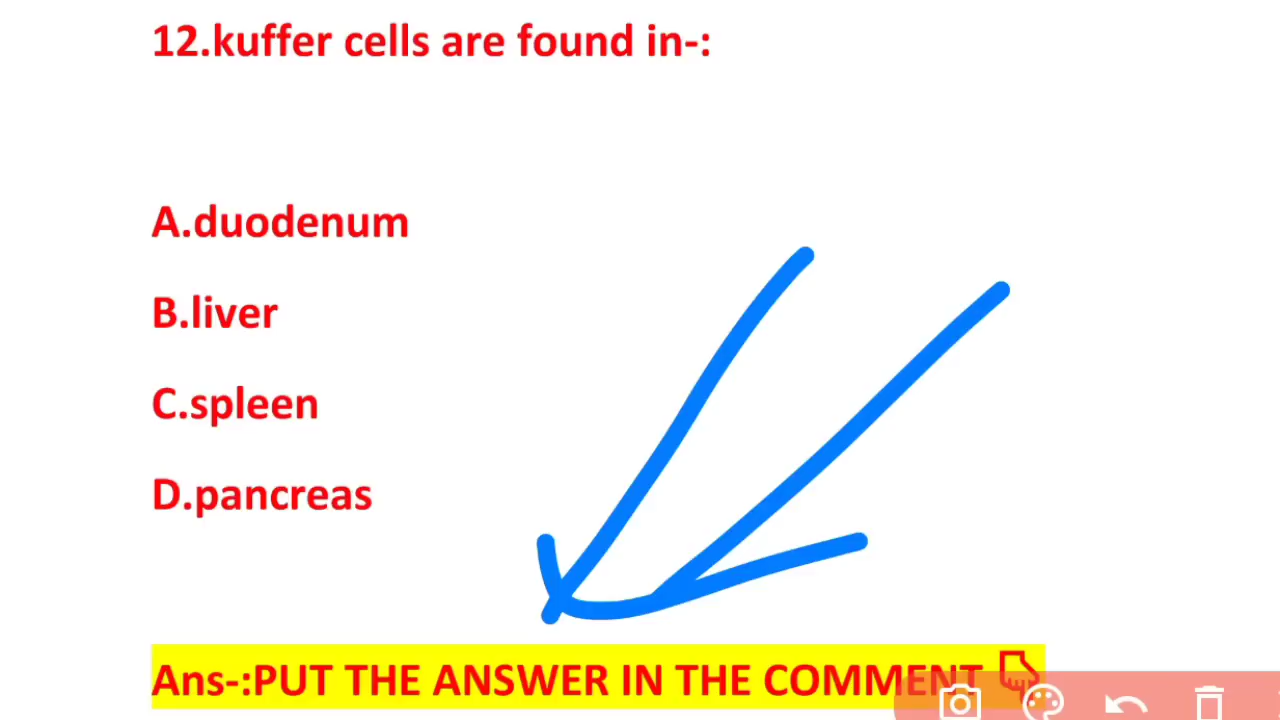 12.kuffer cells are found in-:
A.duodenum
B.liver
C.spleen
D.pancreas
Ans-:PUT THE ANSWER IN THE COMMENT